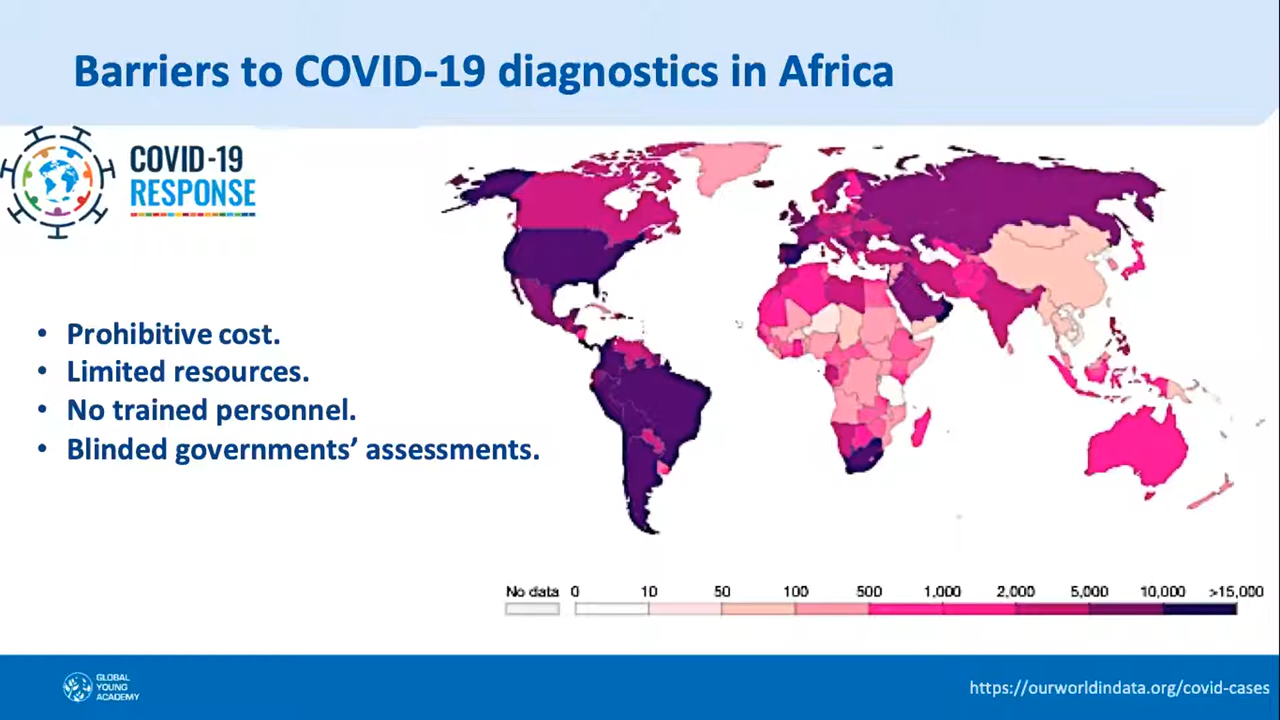 Barriers to COVID-19 diagnostics in Africa
COVID-19
RESPONSE
• Prohibitive cost.
• Limited resources.
• No trained personnel.
• Blinded governments’ assessments.
No data 0 10 50 100 500 1,000 2,000 5,000 10,000 >15,000
GLOBAL
YOUNG
ACADEMY
https://ourworldindata.org/covid-cases